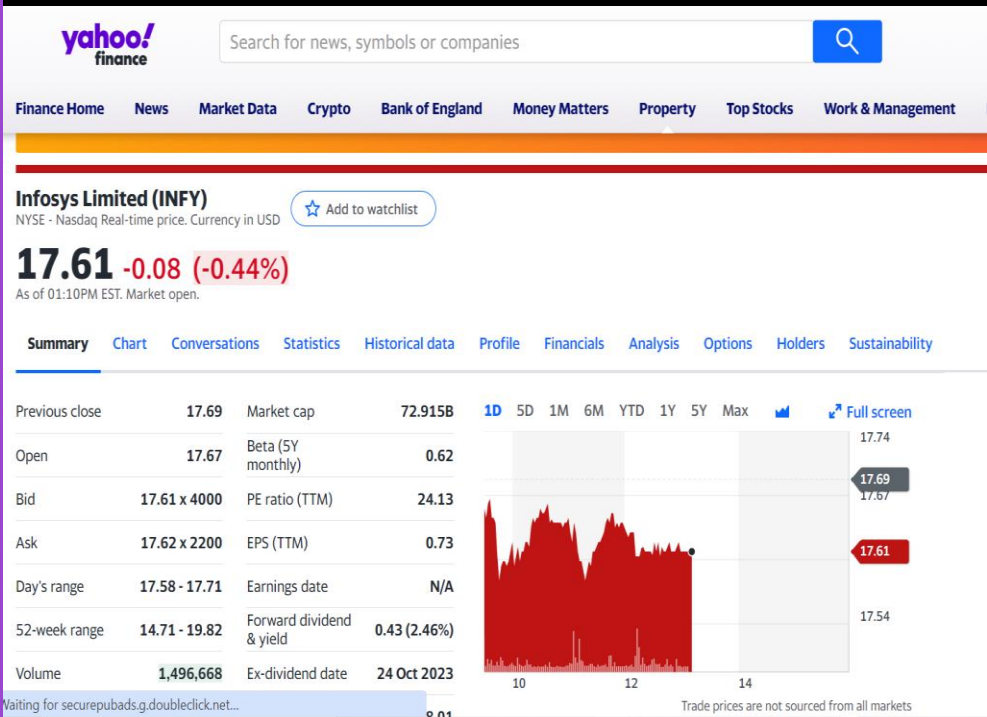 yahoo!
finance
Search for news, symbols or companies
Finance Home News Market Data Crypto Bank of England Money Matters Property Top Stocks Work & Management
Infosys Limited (INFY)
NYSE - Nasdaq Real-time price. Currency in USD
Add to watchlist
17.61 -0.08 (-0.44%)
As of 01:10PM EST. Market open.
Summary Chart Conversations Statistics Historical data Profile Financials Analysis Options Holders Sustainability
Previous close 17.69
Open 17.67
Bid 17.61 x 4000
Ask 17.62 x 2200
Day's range 17.58 - 17.71
52-week range 14.71 - 19.82
Volume 1,496,668
Market cap 72.915B
Beta (5Y
monthly) 0.62
PE ratio (TTM) 24.13
EPS (TTM) 0.73
Earnings date N/A
Forward dividend
& yield 0.43 (2.46%)
Ex-dividend date 24 Oct 2023
1D 5D 1M 6M YTD 1Y 5Y Max Full screen
17.74
17.69
17.67
17.61
17.54
10 12 14
Trade prices are not sourced from all markets
Waiting for securepubads.g.doubleclick.net...